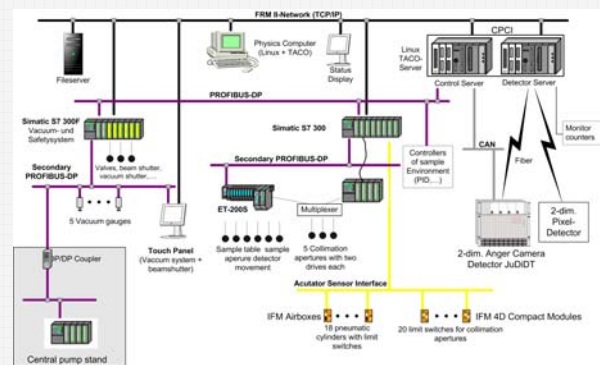 FRM II-Network (TCP/IP)
CPCI
Linux
TACO-
Server
Fileserver
Physics Computer
(Linux + TACO)
Status
Display
Control Server
Detector Server
PROFIBUS-DP
Simatic S7 300F
Vacuum- und
Safetysystem
Simatic S7 300
Monitor
counters
CAN
Fiber
Valves, beam shutter,
vacuum shutter,....
Secondary
PROFIBUS-DP
Secondary PROFIBUS-DP
Controllers
of sample
Environment
(PID,....)
ET-200S
Multiplexer
5 Vacuum gauges
Touch Panel
(Vaccum system +
beamshutter)
Sample table sample
aperure detector
movement
5 Collimation
apertures with two
drives each
2-dim.
Pixel-
Detector
2-dim. Anger Camera
Detector JuDiDT
DP/DP Coupler
Acutator Sensor Interface
IFM Airboxes
18 pneumatic
cylinders with limit
switches
IFM 4D Compact Modules
20 limit switches for collimation
apertures
Central pump stand